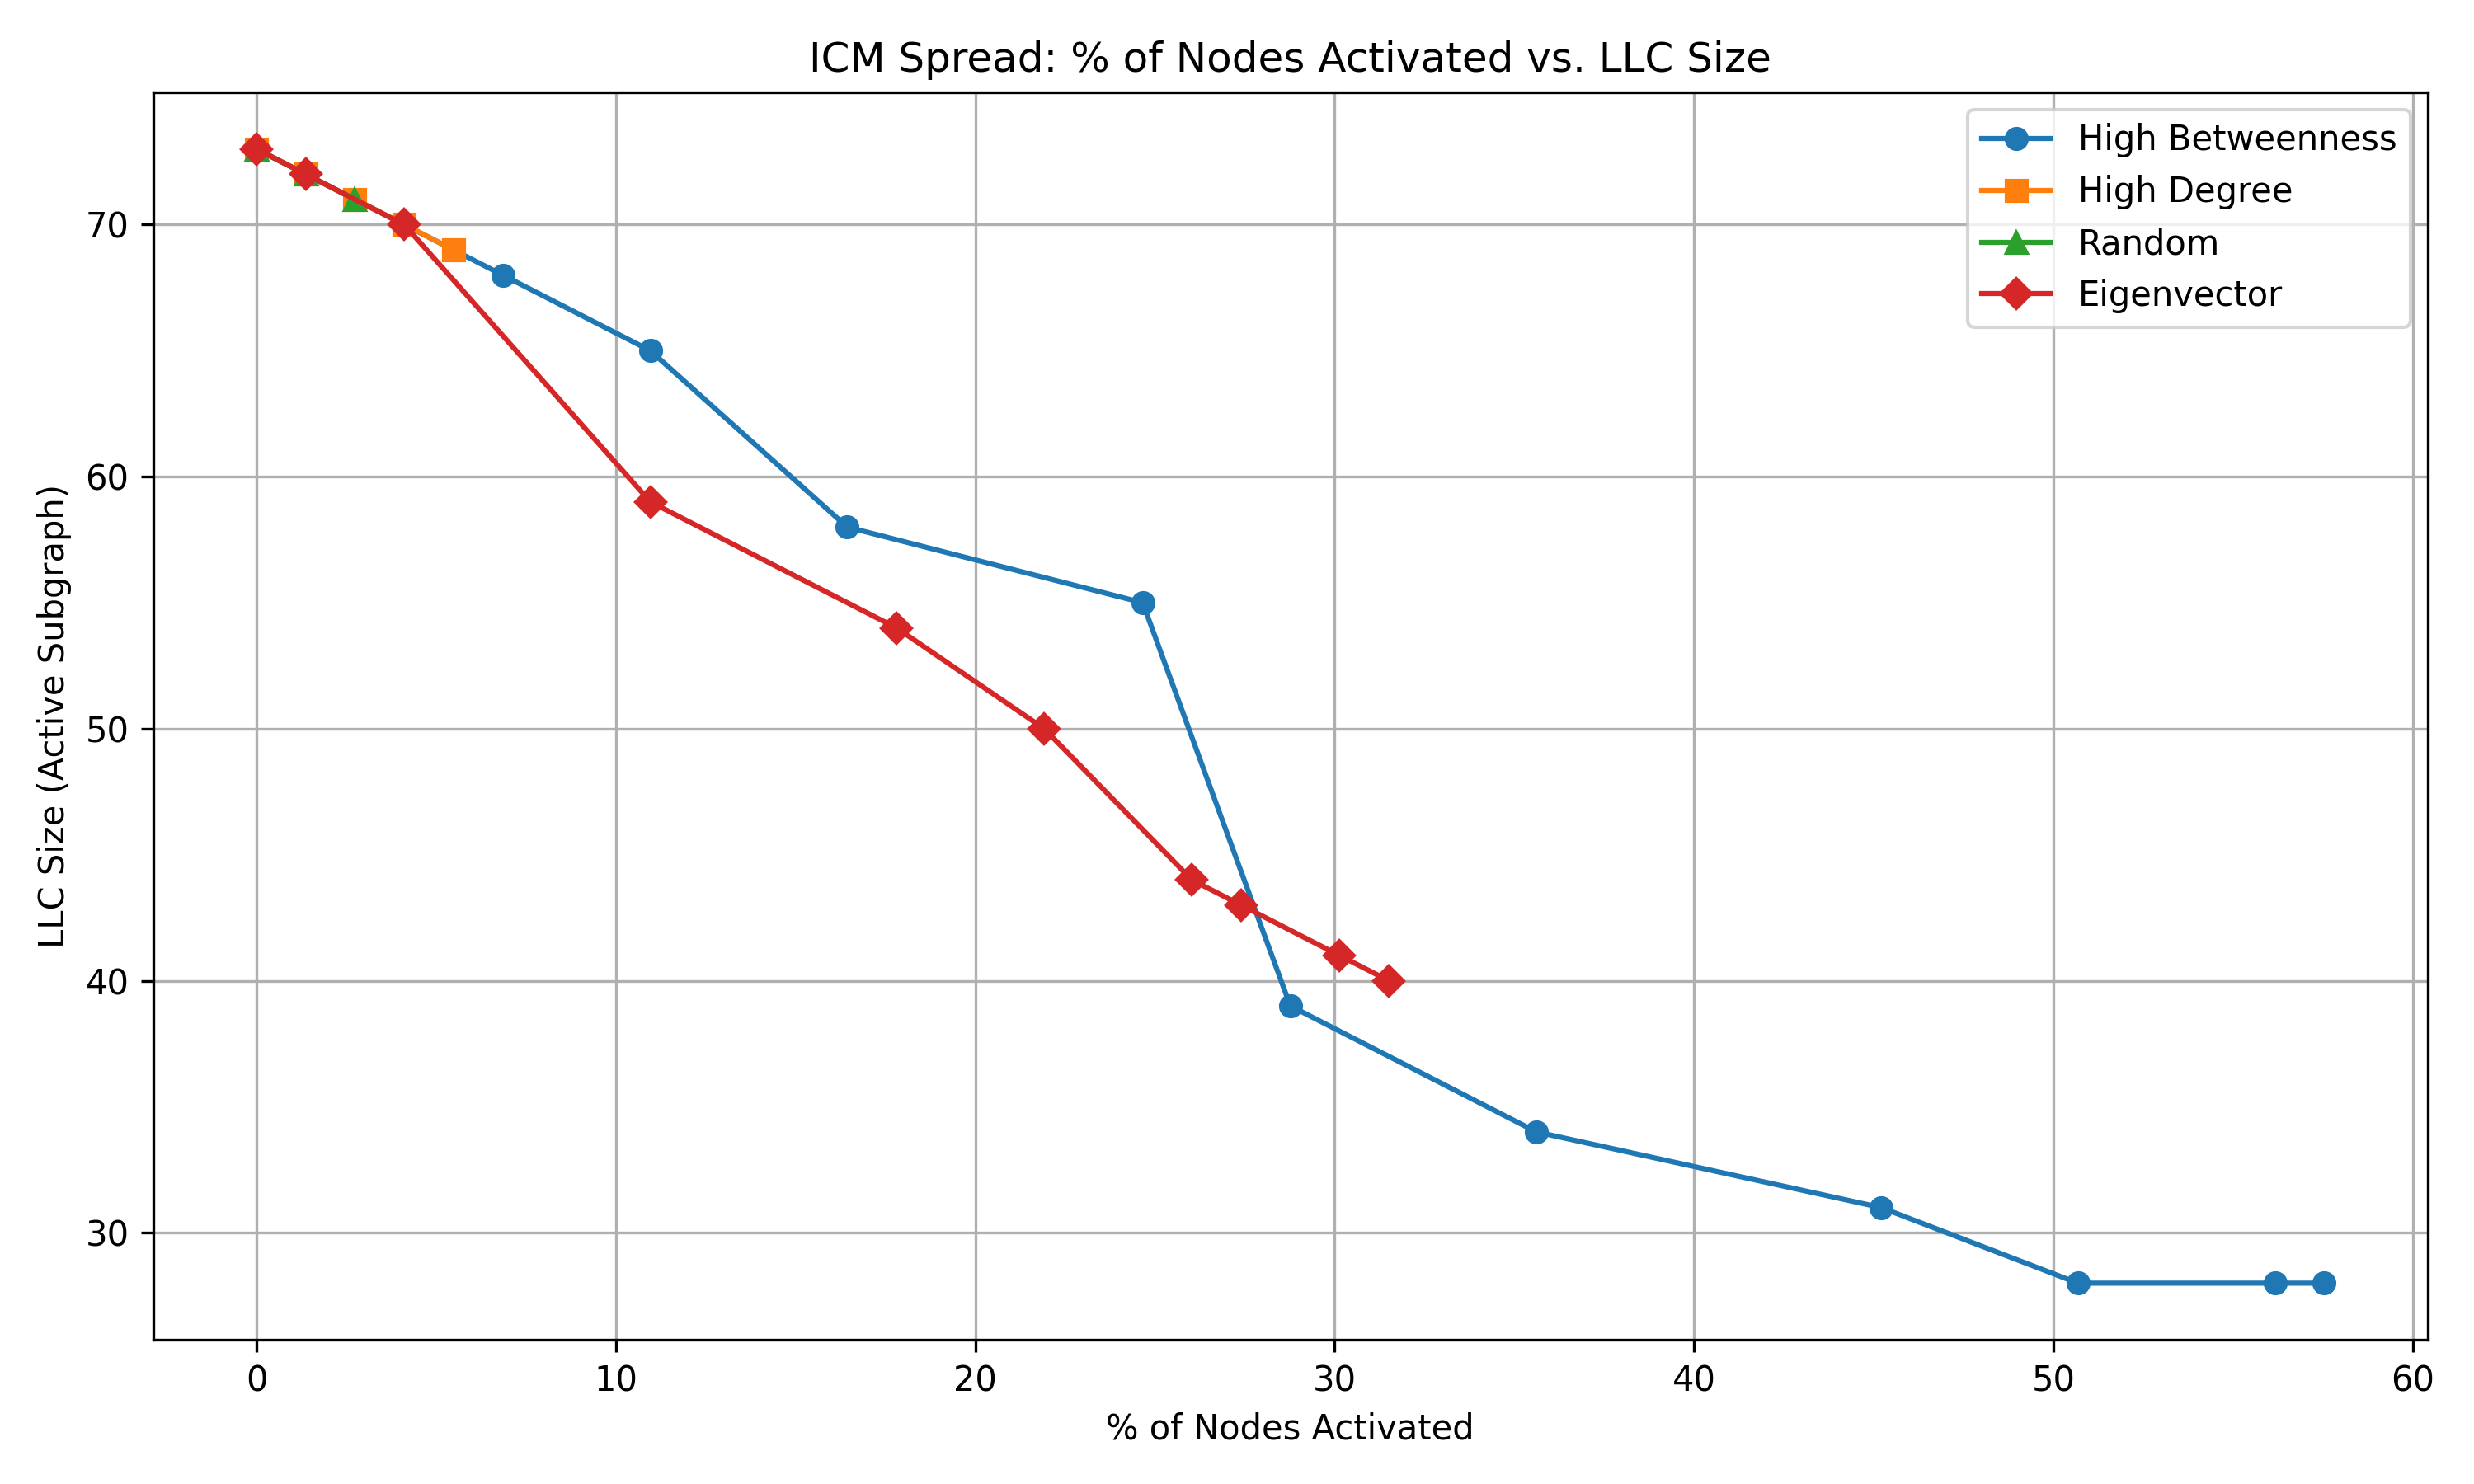 ICM Spread: % of Nodes Activated vs. LLC Size
High Betweenness
High Degree
Random
Eigenvector
LLC Size (Active Subgraph)
70
60
50
40
30
0 10 20 30 40 50 60
% of Nodes Activated